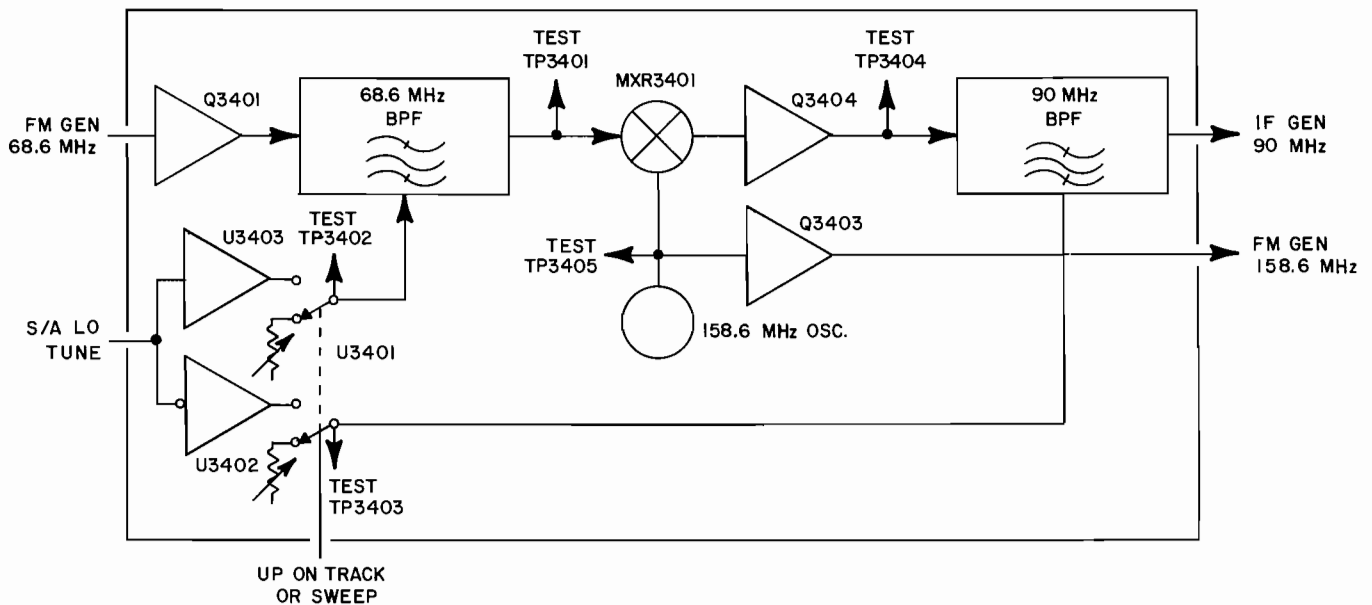 TEST
TP3401
TEST
TP3404
MXR3401
Q3401
68.6 MHz
BPF
Q3404
90 MHz
BPF
FM GEN
68.6 MHz
IF GEN
90 MHz
TEST
TP3402
U3403
Q3403
TEST
TP3405
FM GEN
158.6 MHz
S/A LO
TUNE
158.6 MHz OSC.
U3401
U3402
TEST
TP3403
UP ON TRACK
OR SWEEP